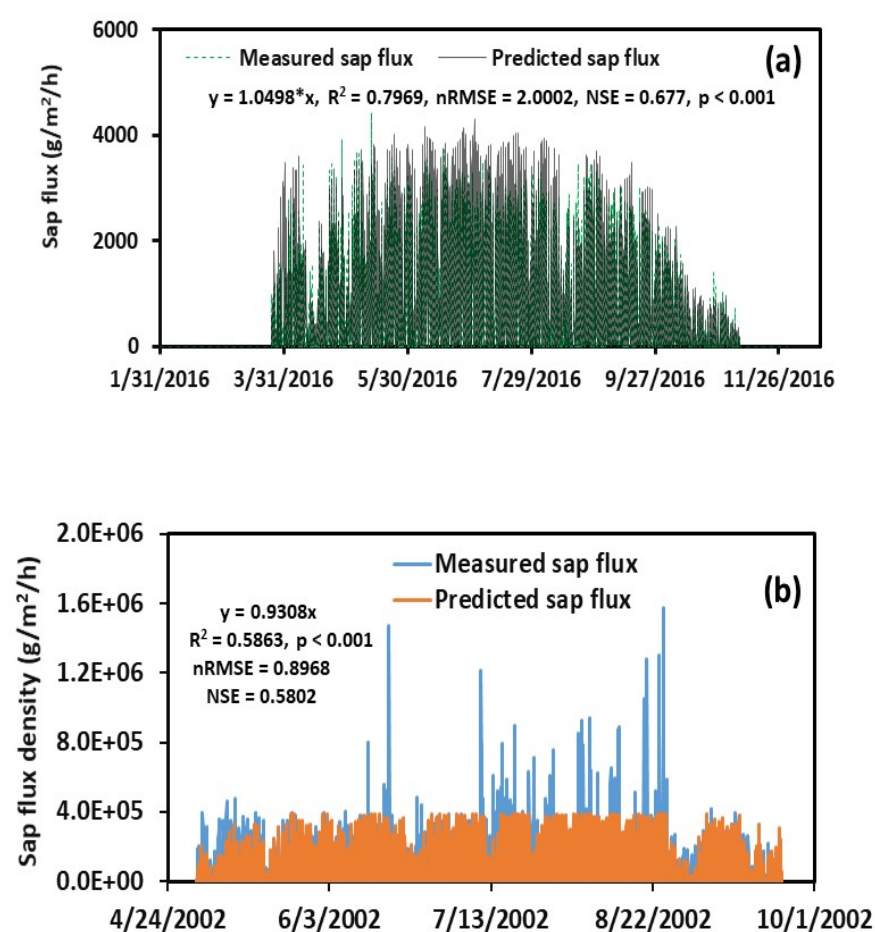 6000
Measured sap flux Predicted sap flux (a)
y = 1.0498*x, R² = 0.7969, nRMSE = 2.0002, NSE = 0.677, p < 0.001
4000
Sap flux (g/m²/h)
2000
0
1/31/2016 3/31/2016 5/30/2016 7/29/2016 9/27/2016 11/26/2016
2.0E+06
Measured sap flux
Predicted sap flux
(b)
1.6E+06
y = 0.9308x
R² = 0.5863, p < 0.001
nRMSE = 0.8968
NSE = 0.5802
1.2E+06
Sap flux density (g/m²/h)
8.0E+05
4.0E+05
0.0E+00
4/24/2002 6/3/2002 7/13/2002 8/22/2002 10/1/2002